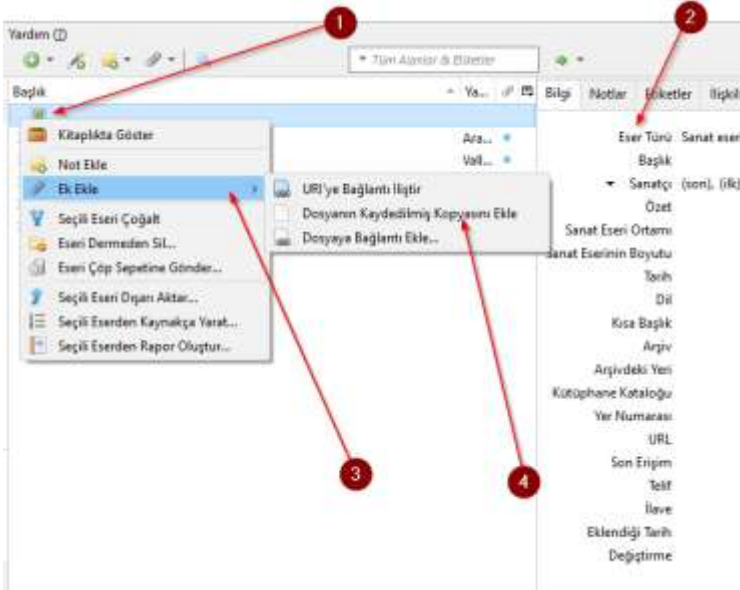 1
2
Yardım
Tüm Alanlar & Etiketler
Başlık
Ya...
Bilgi Notlar Etiketler İlişkili
Kitaplıkta Göster
Ara...
Eser Türü Sanat eseri
Not Ekle
Vall...
Başlık
Ek Ekle
URI'ye Bağlantı İliştir
Sanatçı (son), (ilk)
Seçili Eseri Çoğalt
Dosyanın Kaydedilmiş Kopyasını Ekle
Özet
Eseri Dermeden Sil...
Dosyaya Bağlantı Ekle...
Sanat Eseri Ortamı
Eseri Çöp Sepetine Gönder...
Sanat Eserinin Boyutu
Seçili Eseri Dışarı Aktar...
Tarih
Dil
Seçili Eserden Kaynakça Yarat...
Kısa Başlık
Seçili Eserden Rapor Oluştur...
Arşiv
Arşivdeki Yeri
Kütüphane Kataloğu
Yer Numarası
URL
Son Erişim
3
4
Telif
İlave
Eklendiği Tarih
Değiştirme